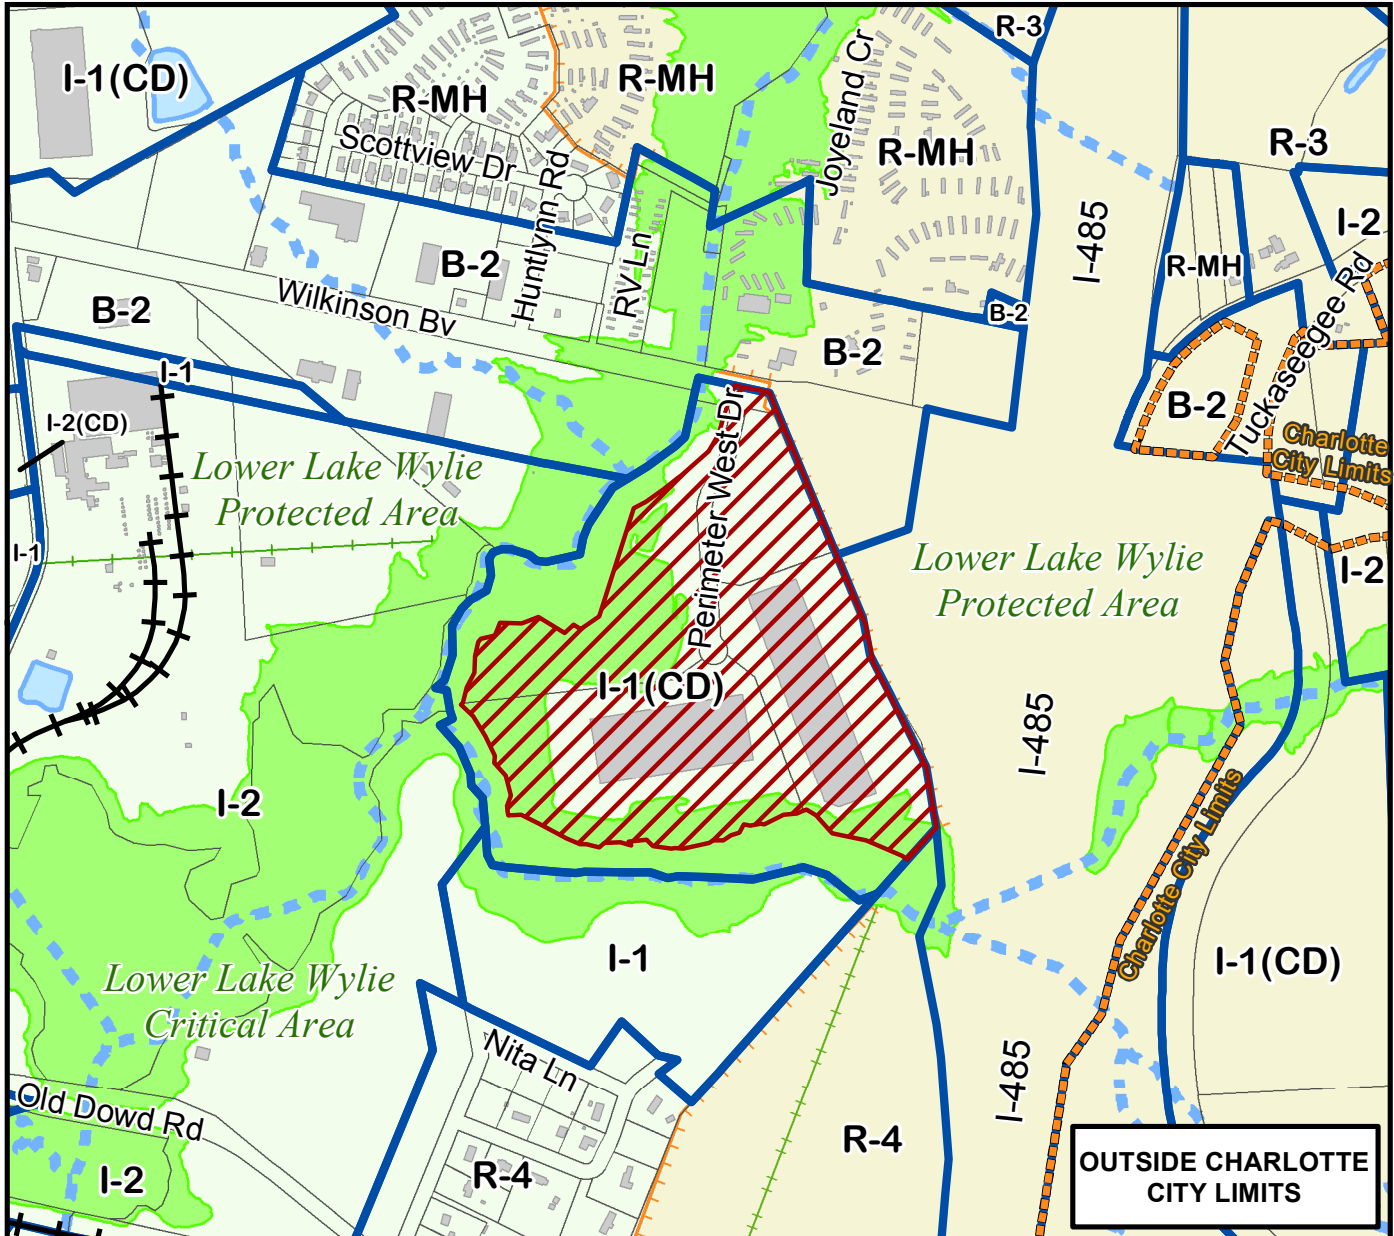 R-3
I-1(CD)
R-MH
R-MH
Joyeland Cr
Scottview Dr
R-MH
R-3
Huntlynn Rd
I-485
I-2
RV Ln
B-2
R-MH
Wilkinson Bv
B-2
B-2
Tuckaseegee Rd
B-2
I-1
B-2
I-2(CD)
Perimeter West Dr
Charlotte
City Limits
Lower Lake Wylie
Protected Area
I-1
Lower Lake Wylie
Protected Area
I-2
I-1(CD)
I-485
I-2
Charlotte City Limits
I-1
I-1(CD)
Lower Lake Wylie
Critical Area
Nita Ln
I-485
Old Dowd Rd
R-4
R-4
I-2
OUTSIDE CHARLOTTE
CITY LIMITS